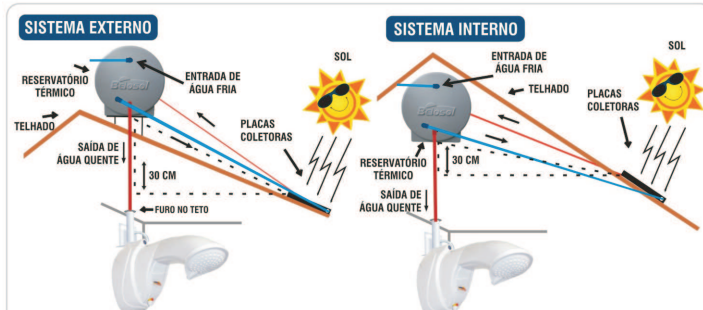 SISTEMA EXTERNO
SOL
RESERVATÓRIO
TÉRMICO
ENTRADA DE
ÁGUA FRIA
TELHADO
PLACAS
COLETORAS
SAÍDA DE
ÁGUA QUENTE
30 CM
FURO NO TETO
SISTEMA INTERNO
SOL
ENTRADA DE
ÁGUA FRIA
TELHADO
PLACAS
COLETORAS
RESERVATÓRIO
TÉRMICO
30 CM
SAÍDA DE
ÁGUA QUENTE